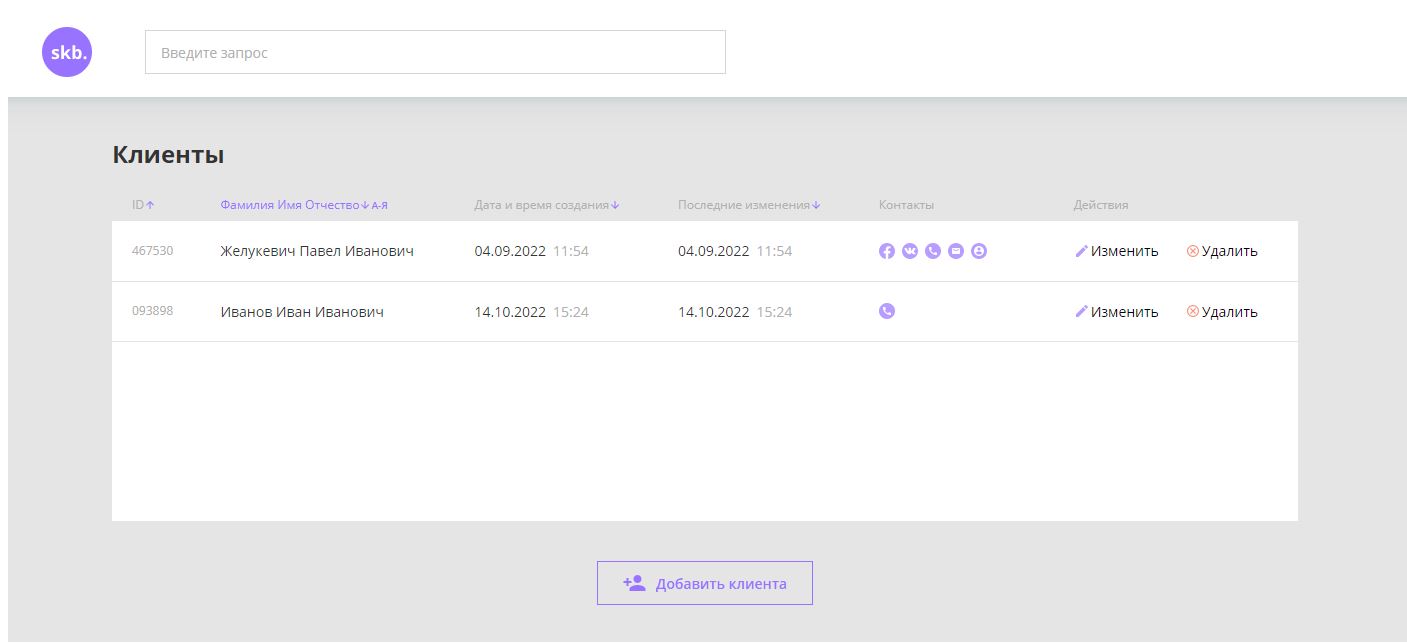 skb.
Введите запрос
Клиенты
ID Фамилия Имя Отчество А-Я Дата и время создания Последние изменения Контакты Действия
467530 Желукевич Павел Иванович 04.09.2022 11:54 04.09.2022 11:54 Изменить Удалить
093898 Иванов Иван Иванович 14.10.2022 15:24 14.10.2022 15:24 Изменить Удалить
Добавить клиента